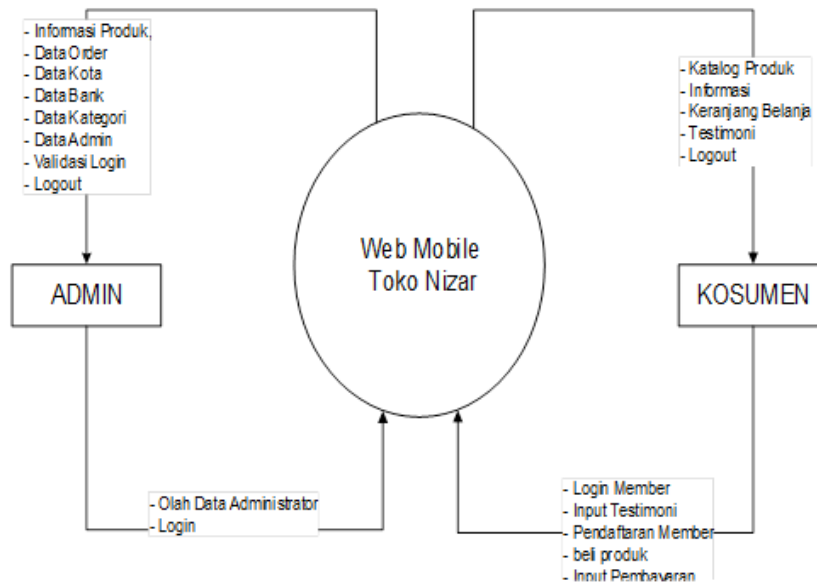 - Informasi Produk,
- Data Order
- Data Kota
- Data Bank
- Data Kategori
- Data Admin
- Validasi Login
- Logout
- Katalog Produk
- Informasi
- Keranjang Belanja
- Testimoni
- Logout
Web Mobile
Toko Nizar
ADMIN
KOSUMEN
- Olah Data Administrator
- Login
- Login Member
- Input Testimoni
- Pendaftaran Member
- beli produk
- Input Pembayaran